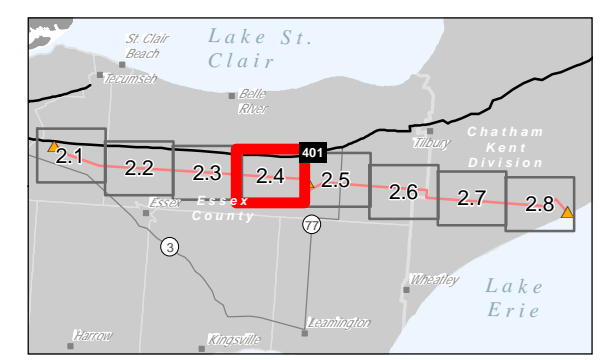 Lake St.
Clair
St. Clair
Beach
Tecumseh
Belle
River
401
Tilbury
Chatham
Kent
Division
2.1
2.2
2.3
2.4
2.5
2.6
2.7
2.8
Essex
Essex
County
77
3
Wheatley
Lake
Erie
Harrow
Kingsville
Leamington